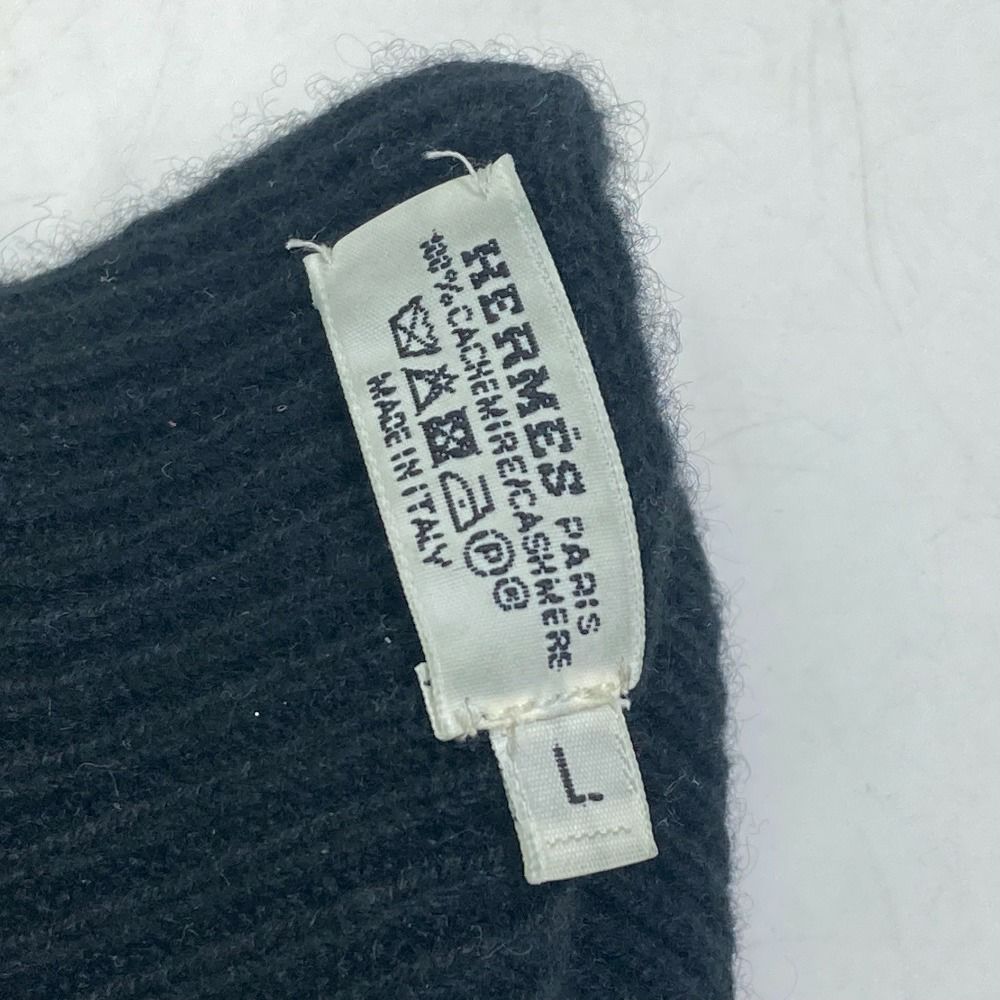 HERMÈS PARIS
100% CACHEMIRE/CASHMERE
P
MADE IN ITALY
L